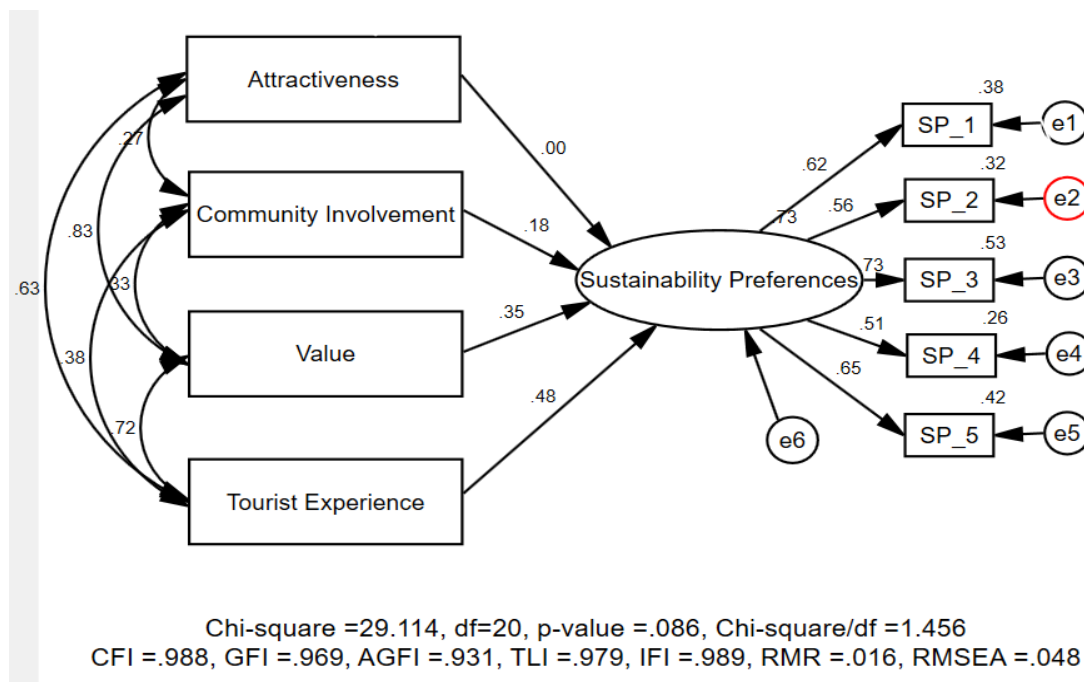 Attractiveness
Community Involvement
Value
Tourist Experience
.27
.83
.63
.33
.38
.72
.00
.18
.35
.48
Sustainability Preferences
.73
e6
.62
.56
.73
.51
.65
.38
SP_1
e1
.32
SP_2
e2
.53
SP_3
e3
.26
SP_4
e4
.42
SP_5
e5
Chi-square =29.114, df=20, p-value =.086, Chi-square/df =1.456
CFI =.988, GFI =.969, AGFI =.931, TLI =.979, IFI =.989, RMR =.016, RMSEA =.048